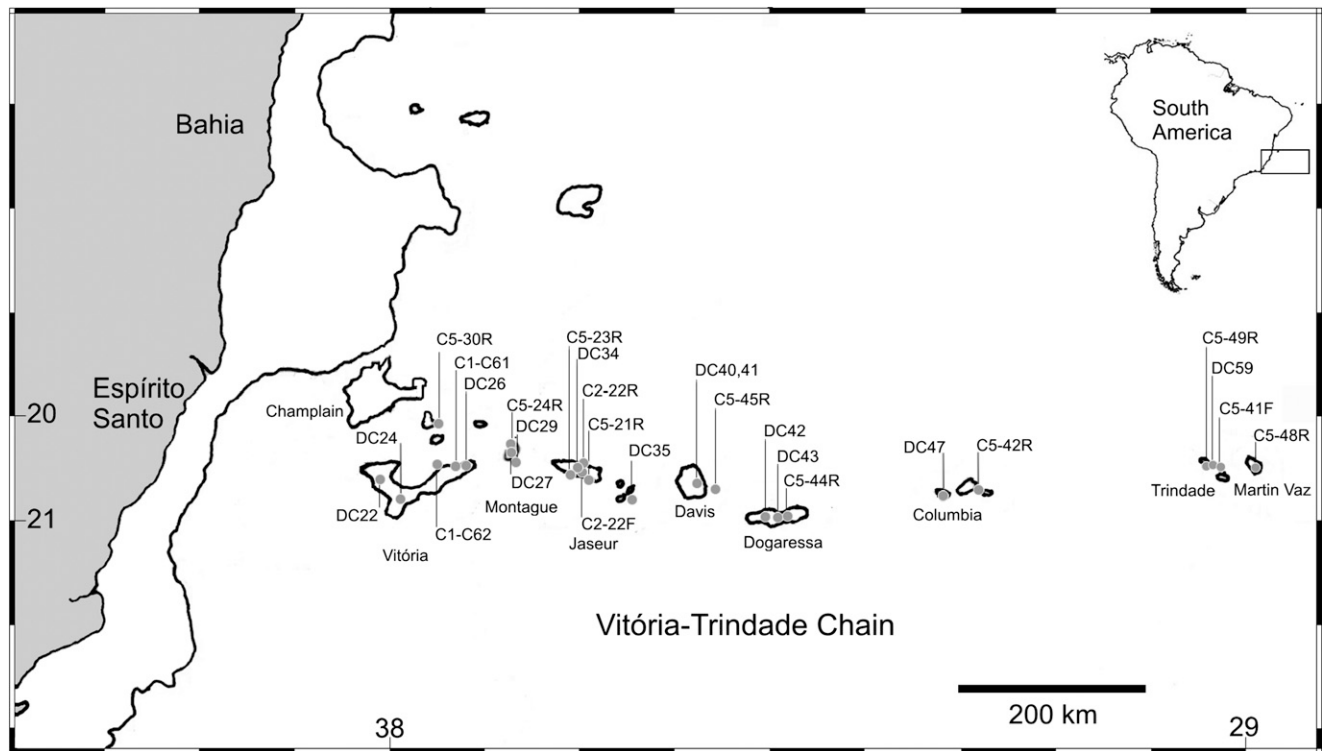 Bahia
South
America
Espírito
Santo
20
21
38
29
Champlain
C5-30R
C1-C61
DC26
DC24
DC22
C1-C62
Vitória
C5-24R
DC29
DC27
Montague
C5-23R
DC34
C2-22R
C5-21R
C2-22F
Jaseur
DC35
DC40,41
C5-45R
Davis
DC42
DC43
C5-44R
Dogaressa
DC47
C5-42R
Columbia
C5-49R
DC59
C5-41F
C5-48R
Trindade
Martin Vaz
Vitória-Trindade Chain
200 km